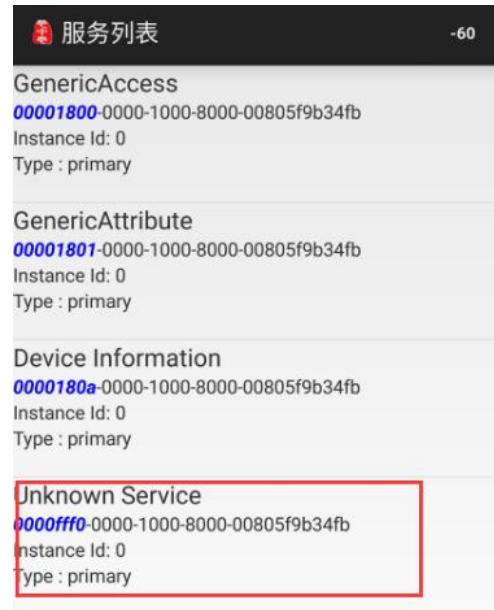 服务列表
-60
GenericAccess
00001800-0000-1000-8000-00805f9b34fb
Instance Id: 0
Type : primary
GenericAttribute
00001801-0000-1000-8000-00805f9b34fb
Instance Id: 0
Type : primary
Device Information
0000180a-0000-1000-8000-00805f9b34fb
Instance Id: 0
Type : primary
Unknown Service
0000fff0-0000-1000-8000-00805f9b34fb
Instance Id: 0
Type : primary